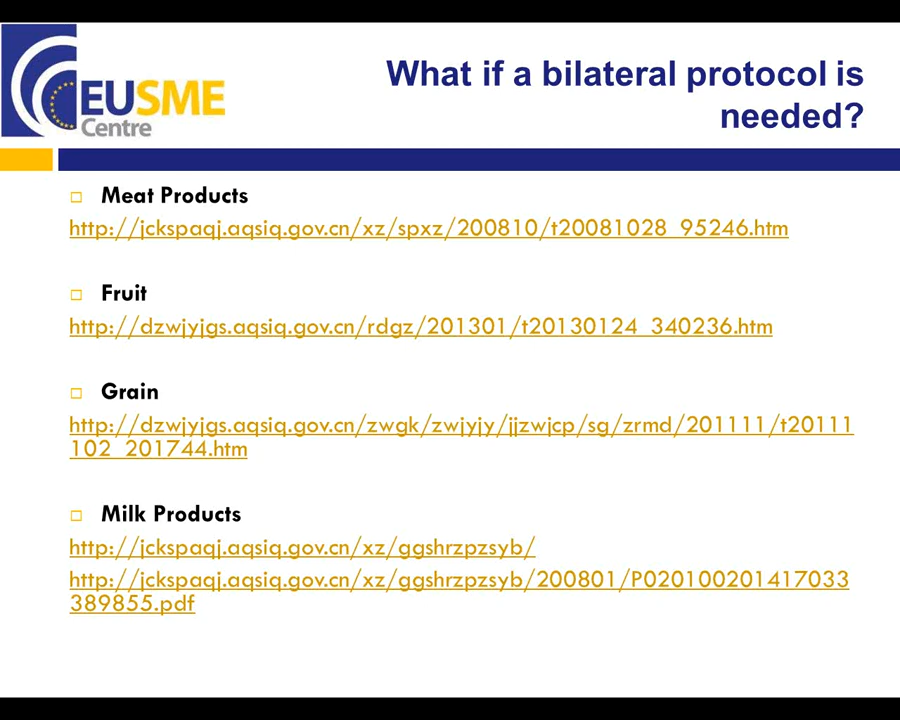 EUSME
Centre
What if a bilateral protocol is
needed?
Meat Products
http://jckspaqj.aqsiq.gov.cn/xz/spxz/200810/t20081028_95246.htm
Fruit
http://dzwjyjgs.aqsiq.gov.cn/rdgz/201301/t20130124_340236.htm
Grain
http://dzwjyjgs.aqsiq.gov.cn/zwgk/zwjyjy/jjzwjcp/sg/zrmd/201111/t20111
102_201744.htm
Milk Products
http://jckspaqj.aqsiq.gov.cn/xz/ggshrzpzsyb/
http://jckspaqj.aqsiq.gov.cn/xz/ggshrzpzsyb/200801/P020100201417033
389855.pdf